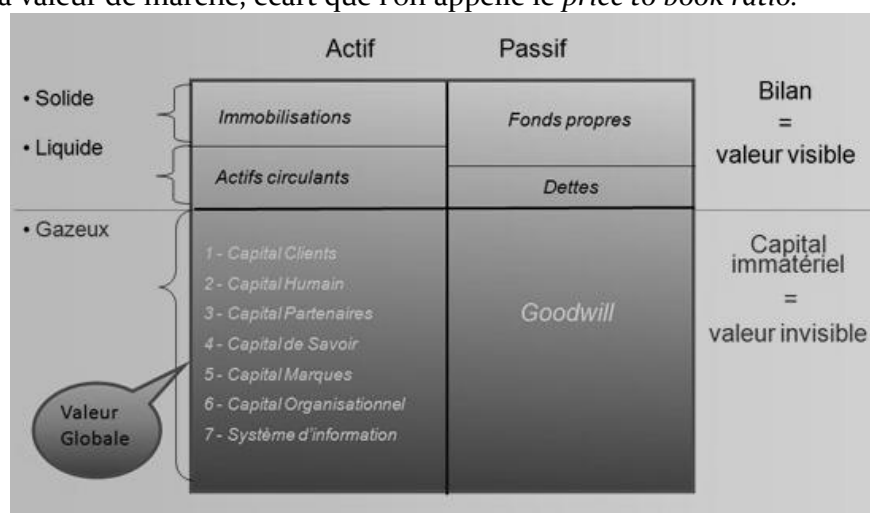 a valeur de marché, écart que l'on appelle le price to book ratio.
Actif Passif
• Solide
Immobilisations
Fonds propres
Bilan
=
valeur visible
• Liquide
Actifs circulants
Dettes
• Gazeux
1 - Capital Clients
2 - Capital Humain
3 - Capital Partenaires
4 - Capital de Savoir
5 - Capital Marques
6 - Capital Organisationnel
7 - Système d'information
Goodwill
Capital
immatériel
=
valeur invisible
Valeur
Globale